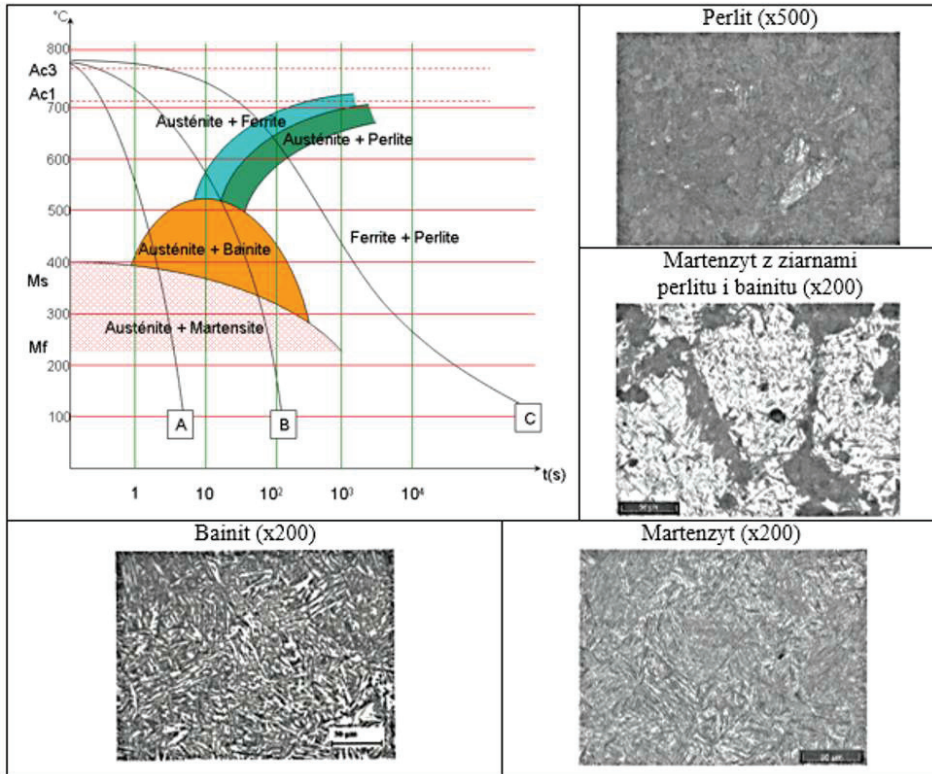 °C
800
Ac3
Ac1
700
600
500
400
Ms
300
Mf
200
100
Austénite + Ferrite
Austénite + Perlite
Austénite + Bainite
Ferrite + Perlite
Austénite + Martensite
A
B
C
t(s)
1 10 10² 10³ 10⁴
Perlit (x500)
Martenzyt z ziarnami
perlitu i bainitu (x200)
Bainit (x200)
Martenzyt (x200)